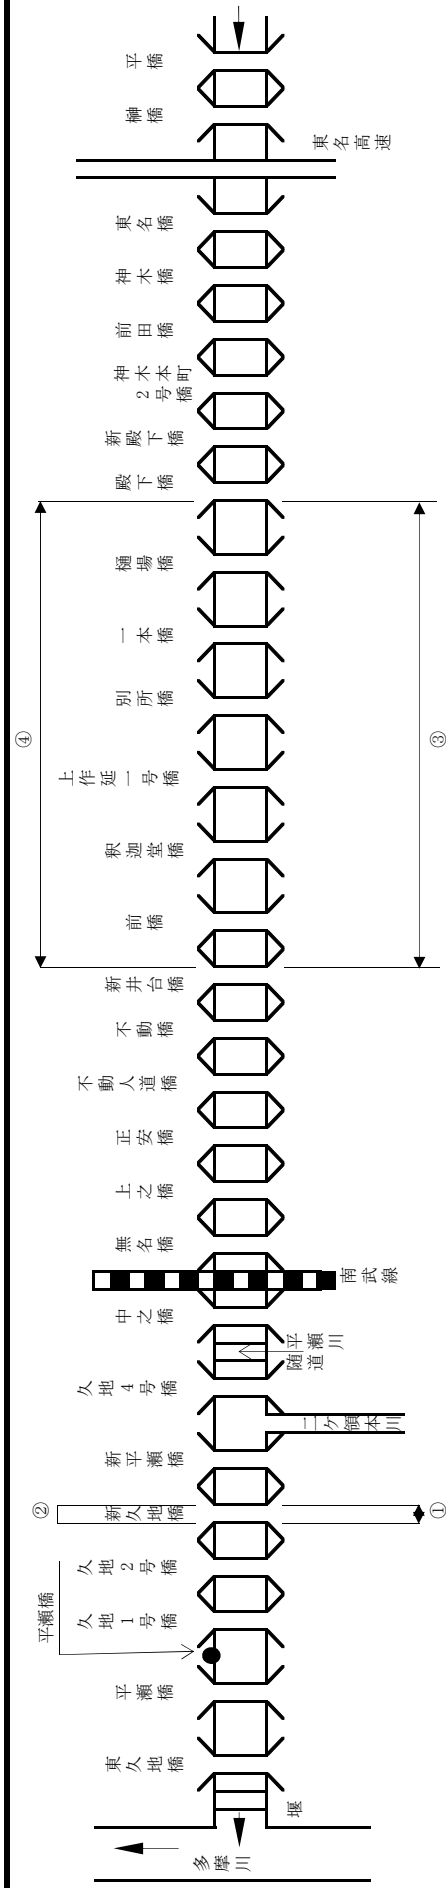 平橋
榊橋
東名高速
東名橋
神木橋
前田橋
神木本町
2号橋
新殿下橋
殿下橋
樋場橋
一本橋
別所橋
④
③
上作延一号橋
釈迦堂橋
前橋
新井台橋
不動橋
不動人道橋
正安橋
上之橋
無名橋
南武線
中之橋
平瀬川
随道
久地4号橋
二ケ領本川
新平瀬橋
②
新久地橋
①
久地2号橋
平瀬橋
久地1号橋
平瀬橋
東久地橋
堰
多摩川